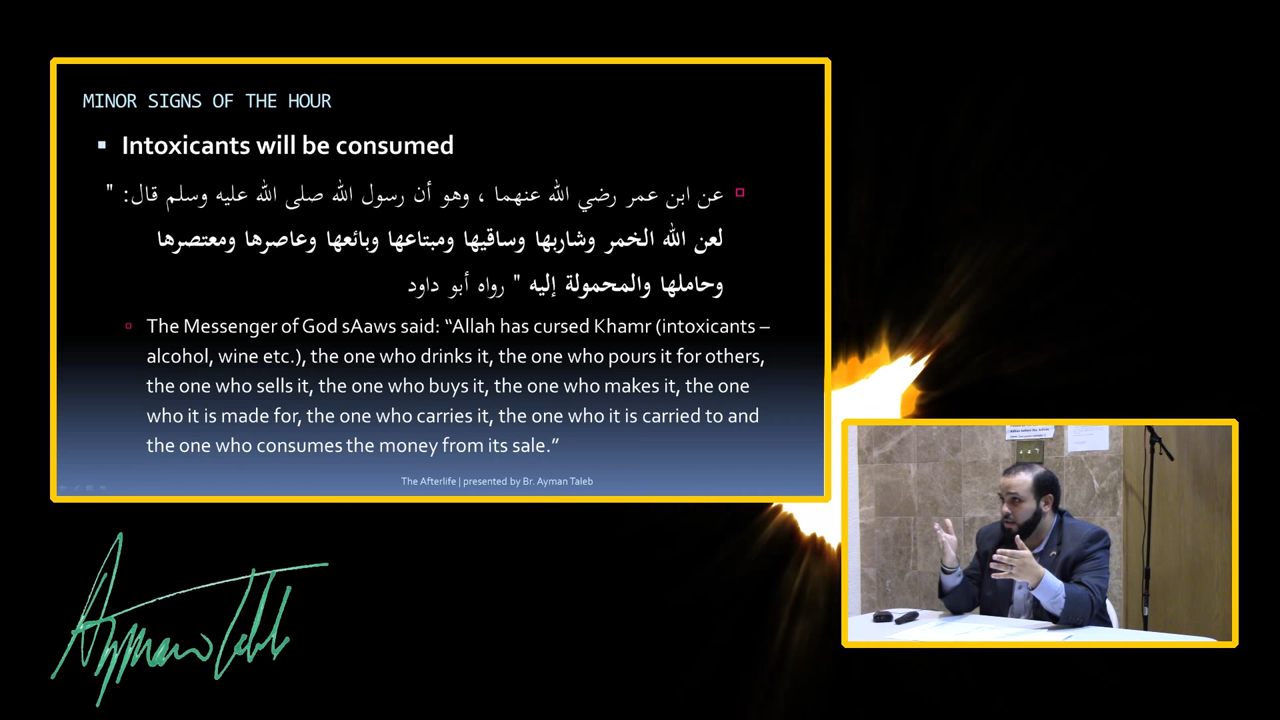 MINOR SIGNS OF THE HOUR
▪ Intoxicants will be consumed
عن ابن عمر رضي الله عنهما ، وهو أن رسول الله صلى الله عليه وسلم قال: "
لعن الله الخمر وشاربها وساقيها ومبتاعها وبائعها وعاصرها ومعتصرها
وحاملها والمحمولة إليه " رواه أبو داود
The Messenger of God sAaws said: “Allah has cursed Khamr (intoxicants –
alcohol, wine etc.), the one who drinks it, the one who pours it for others,
the one who sells it, the one who buys it, the one who makes it, the one
who it is made for, the one who carries it, the one who it is carried to and
the one who consumes the money from its sale.”
The Afterlife | presented by Br. Ayman Taleb
Ayman Taleb